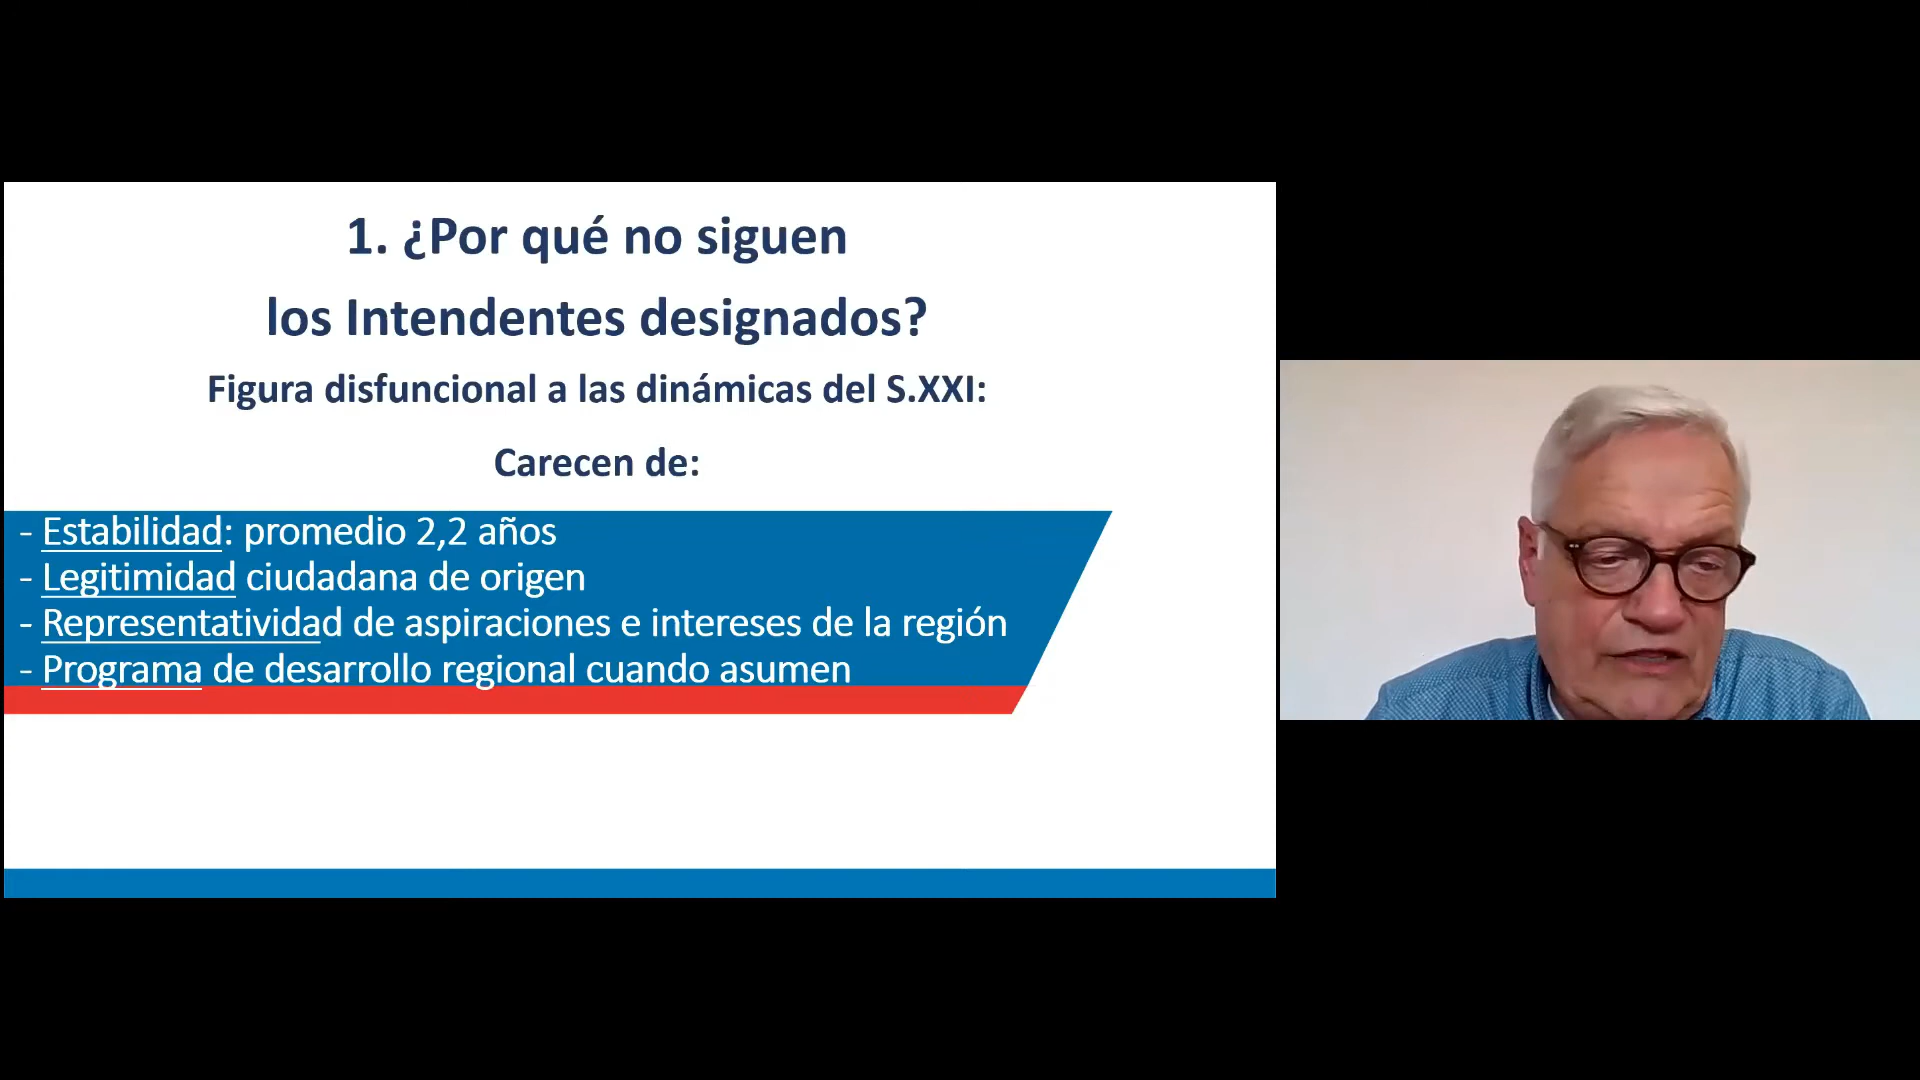 1. ¿Por qué no siguen
los Intendentes designados?
Figura disfuncional a las dinámicas del S.XXI:
Carecen de:
- Estabilidad: promedio 2,2 años
- Legitimidad ciudadana de origen
- Representatividad de aspiraciones e intereses de la región
- Programa de desarrollo regional cuando asumen